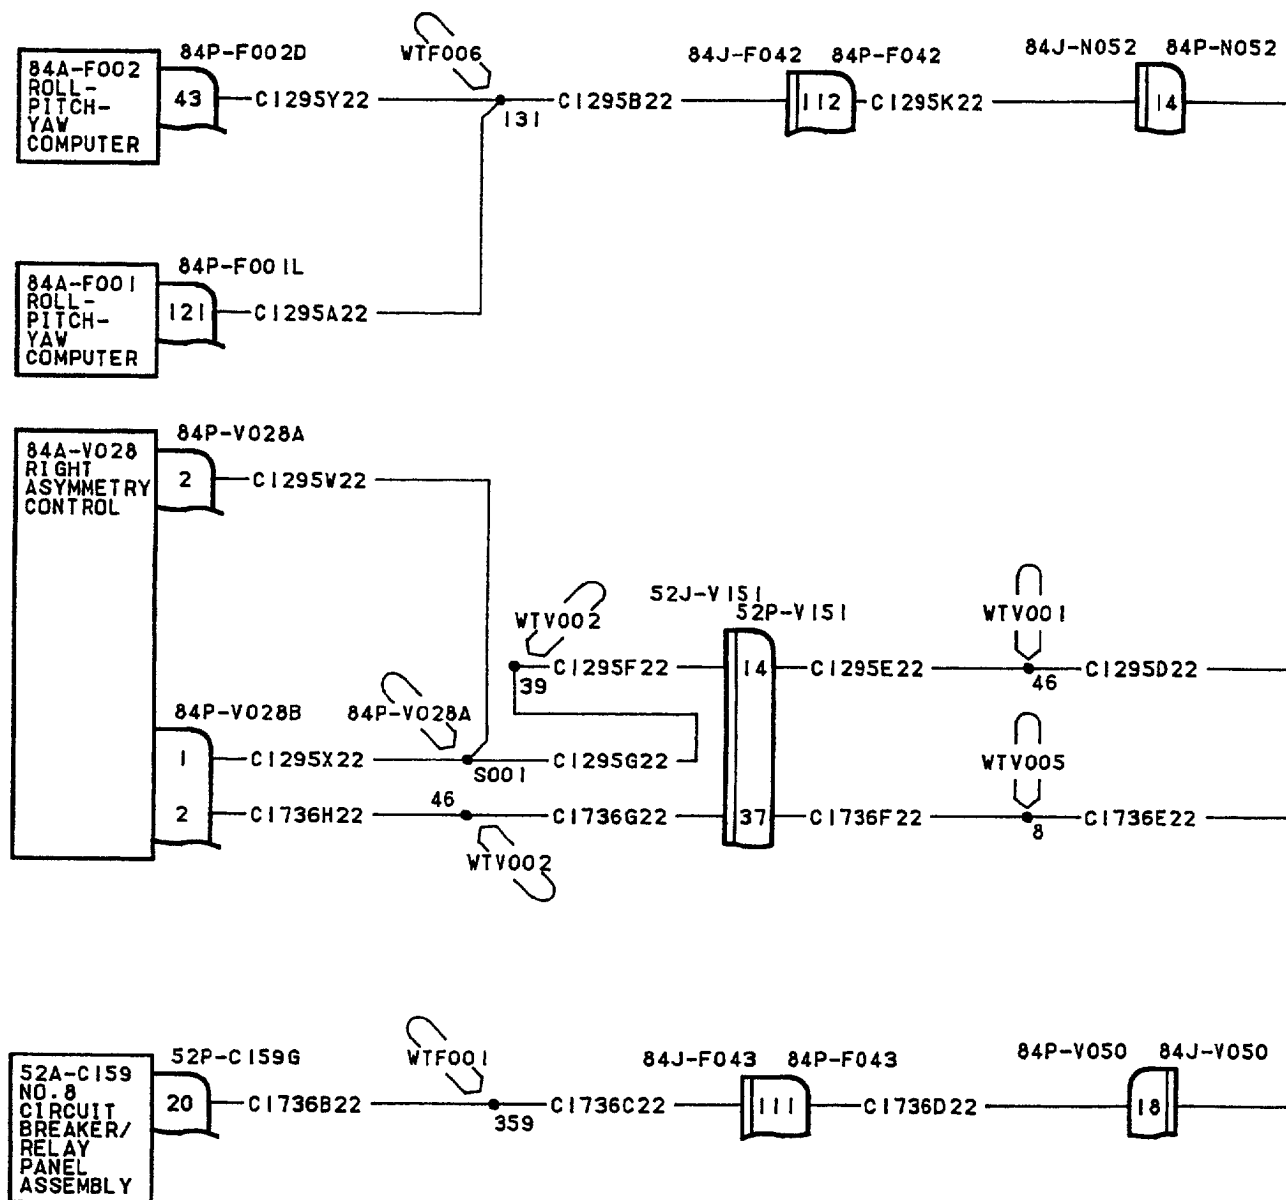 84P-F002D
WTF006
84J-F042
84P-F042
84J-N052
84P-N052
84A-F002
ROLL-
PITCH-
YAW
COMPUTER
43
C1295Y22
131
C1295B22
112
C1295K22
14
84P-F001L
84A-F001
ROLL-
PITCH-
YAW
COMPUTER
121
C1295A22
84P-V028A
84A-V028
RIGHT
ASYMMETRY
CONTROL
2
C1295W22
52J-V151
52P-V151
WTV002
WTV001
39
C1295F22
14
C1295E22
46
C1295D22
84P-V028B
84P-V028A
1
C1295X22
S001
C1295G22
WTV005
2
C1736H22
46
C1736G22
37
C1736F22
8
C1736E22
WTV002
52P-C159G
WTF001
84J-F043
84P-F043
84P-V050
84J-V050
52A-C159
NO.8
CIRCUIT
BREAKER/
RELAY
PANEL
ASSEMBLY
20
C1736B22
359
C1736C22
111
C1736D22
18